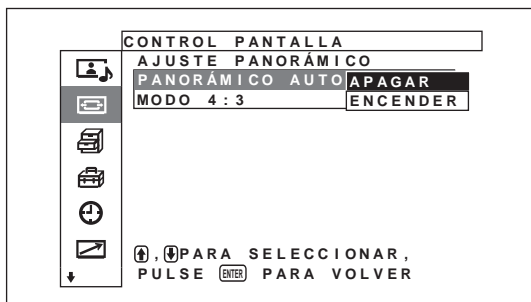 CONTROL PANTALLA
AJUSTE PANORÁMICO
PANORÁMICO AUTO APAGAR
MODO 4:3 ENCENDER
, PARA SELECCIONAR,
PULSE ENTER PARA VOLVER